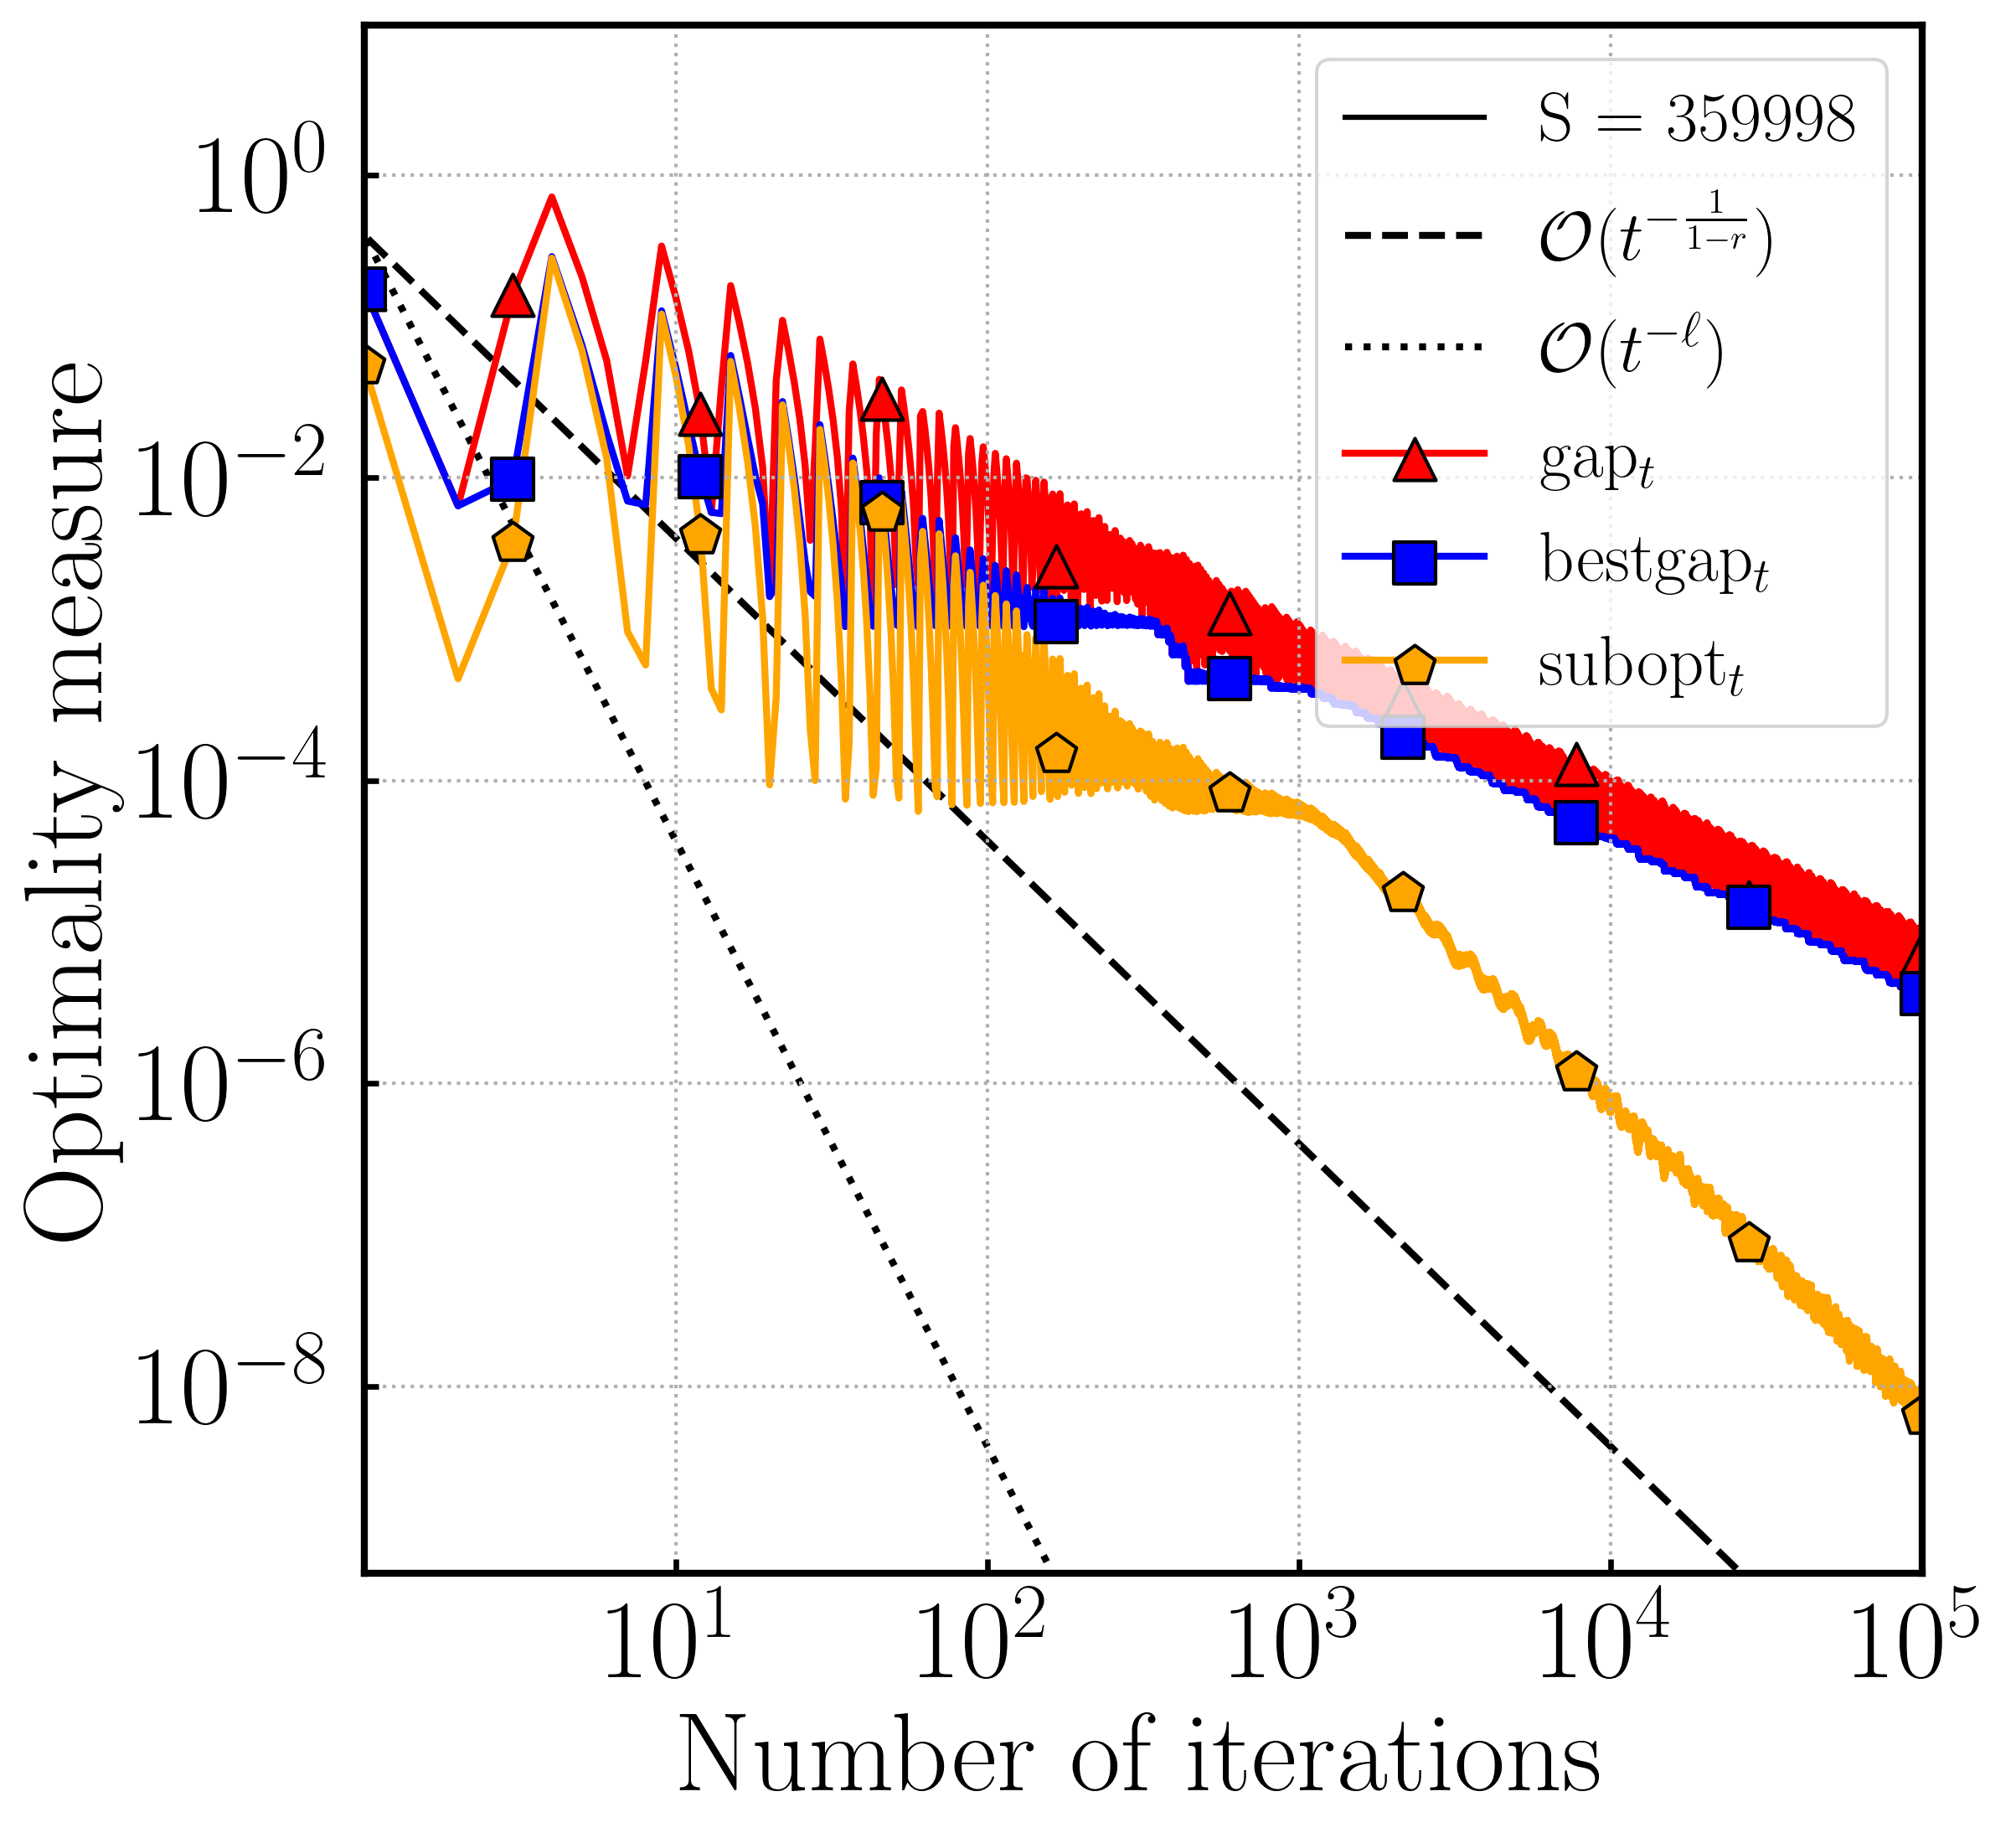 Optimality measure
10^0
10^{-2}
10^{-4}
10^{-6}
10^{-8}
S = 359998
𝒪(t^{-\frac{1}{1-r}})
𝒪(t^{-ℓ})
gap_t
bestgap_t
subopt_t
10^1 10^2 10^3 10^4 10^5
Number of iterations